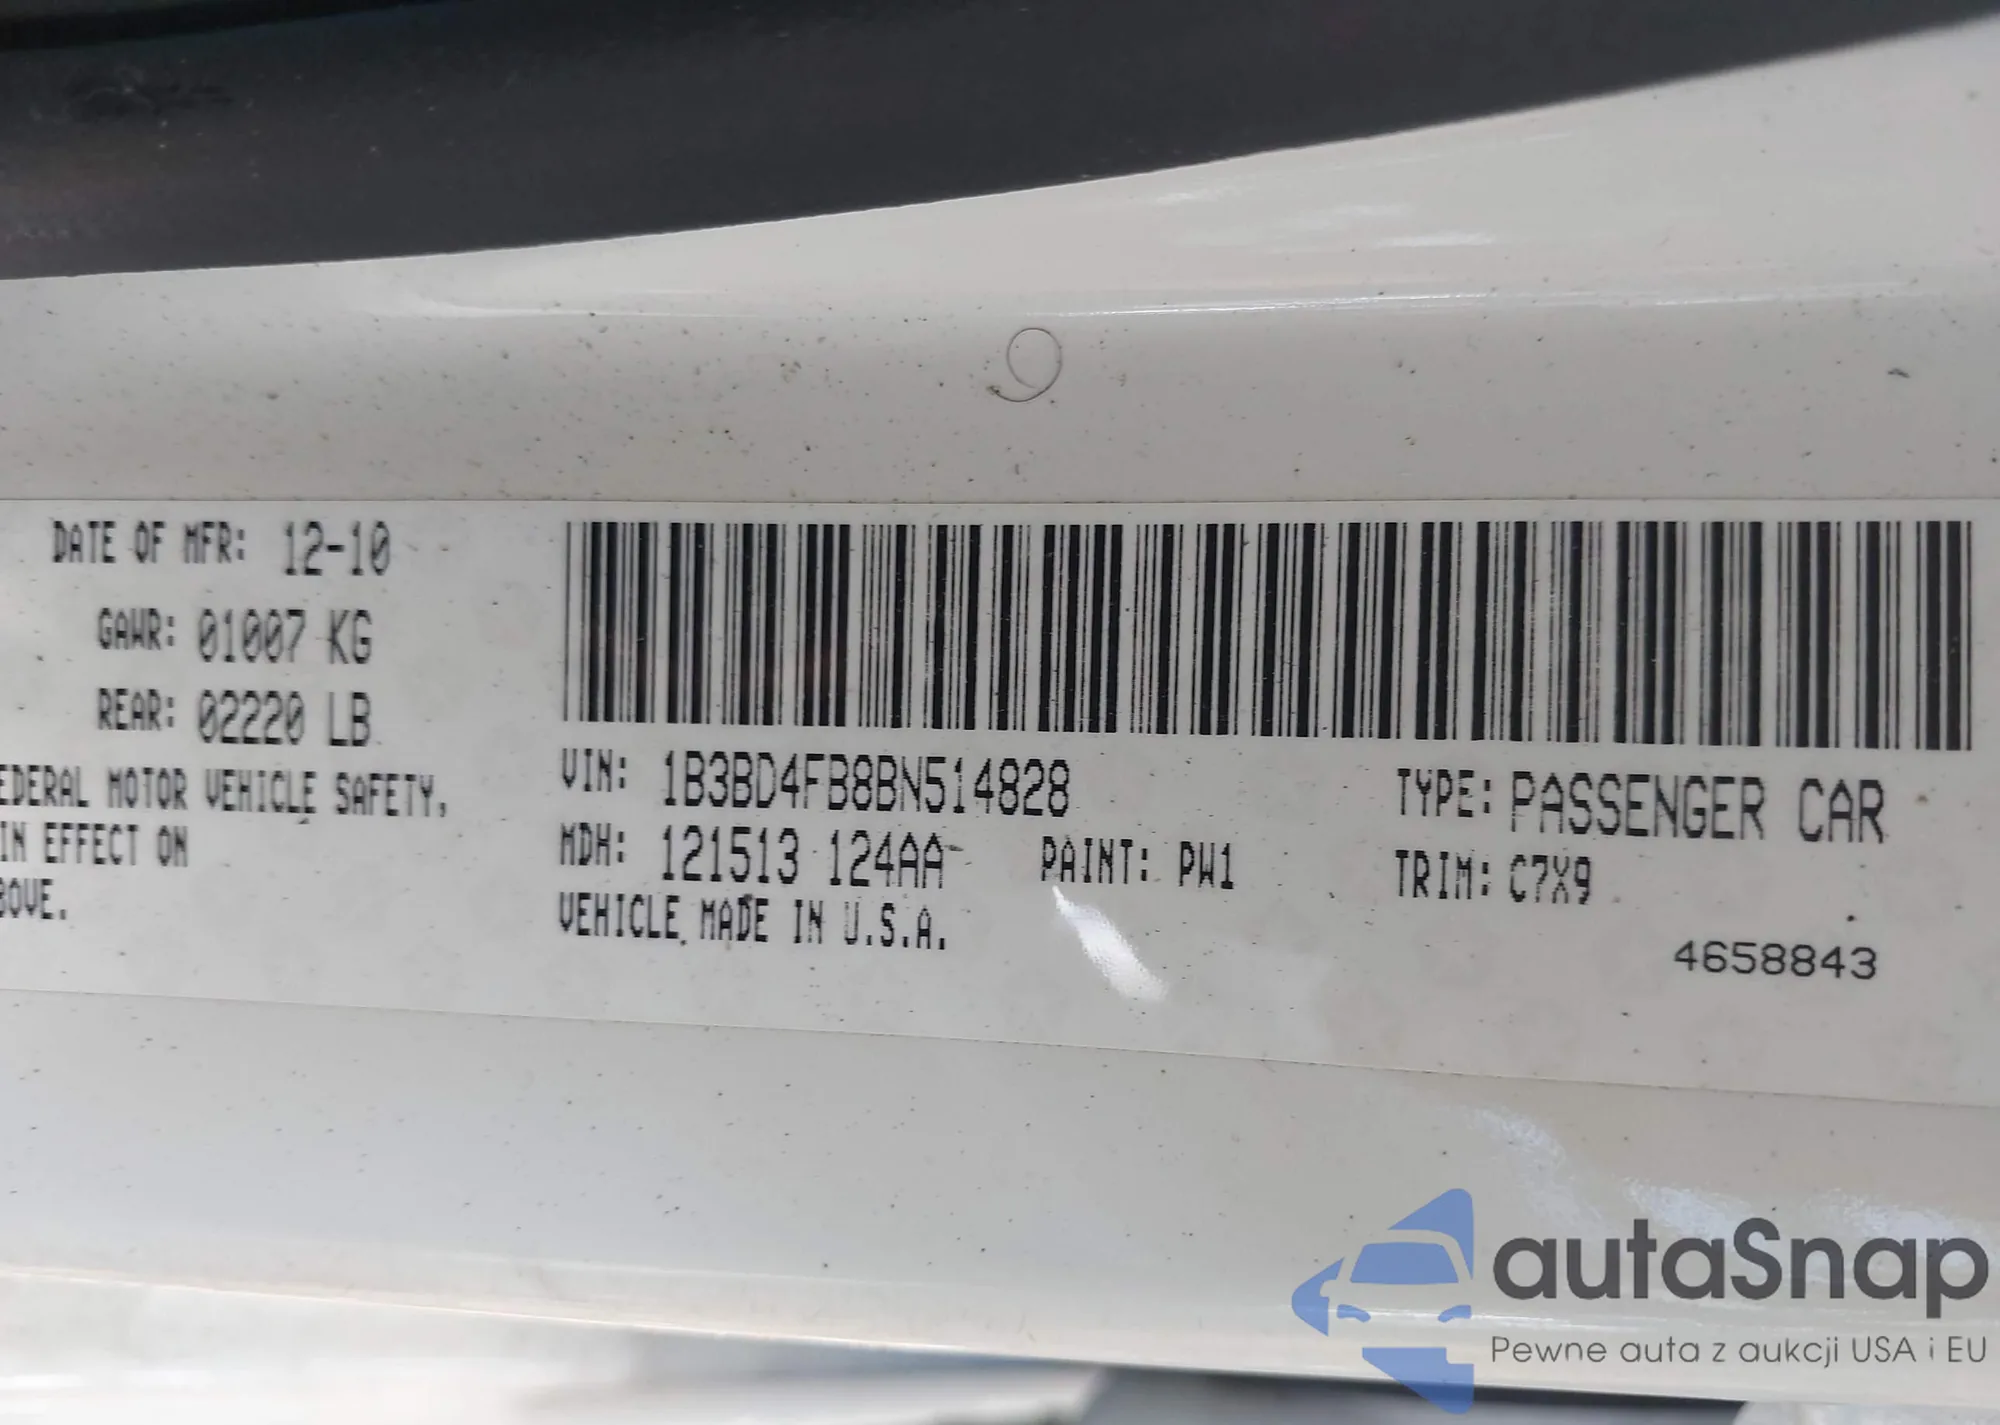 DATE OF MFR: 12-10
GAWR: 01007 KG
REAR: 02220 LB
EDERAL MOTOR VEHICLE SAFETY,
IN EFFECT ON
BOVE.
VIN: 1B3BD4FB8BN514828
TYPE: PASSENGER CAR
MDH: 121513 124AA
PAINT: PW1
TRIM: C7X9
VEHICLE MADE IN U.S.A.
4658843
autaSnap
Pewne auta z aukcji USA i EU